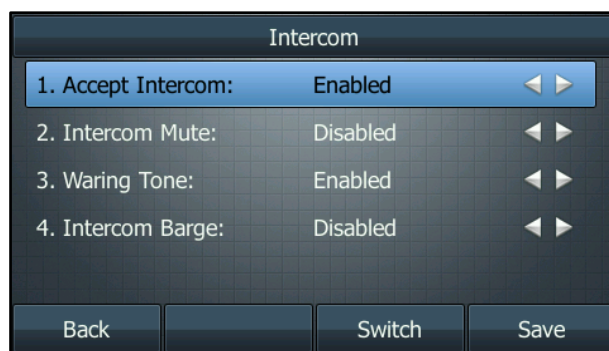 Intercom
1. Accept Intercom: Enabled
2. Intercom Mute: Disabled
3. Waring Tone: Enabled
4. Intercom Barge: Disabled
Back Switch Save